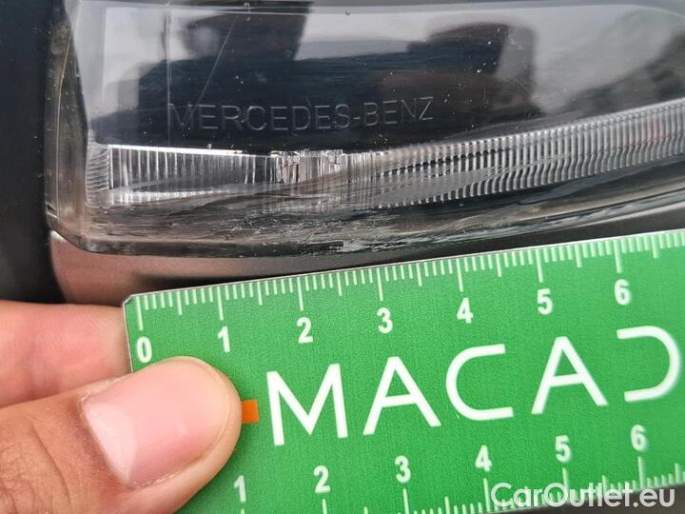 MERCEDES-BENZ
0 1 2 3 4 5 6
MACAD
1 2 3 4 5 6
CarOutlet.eu